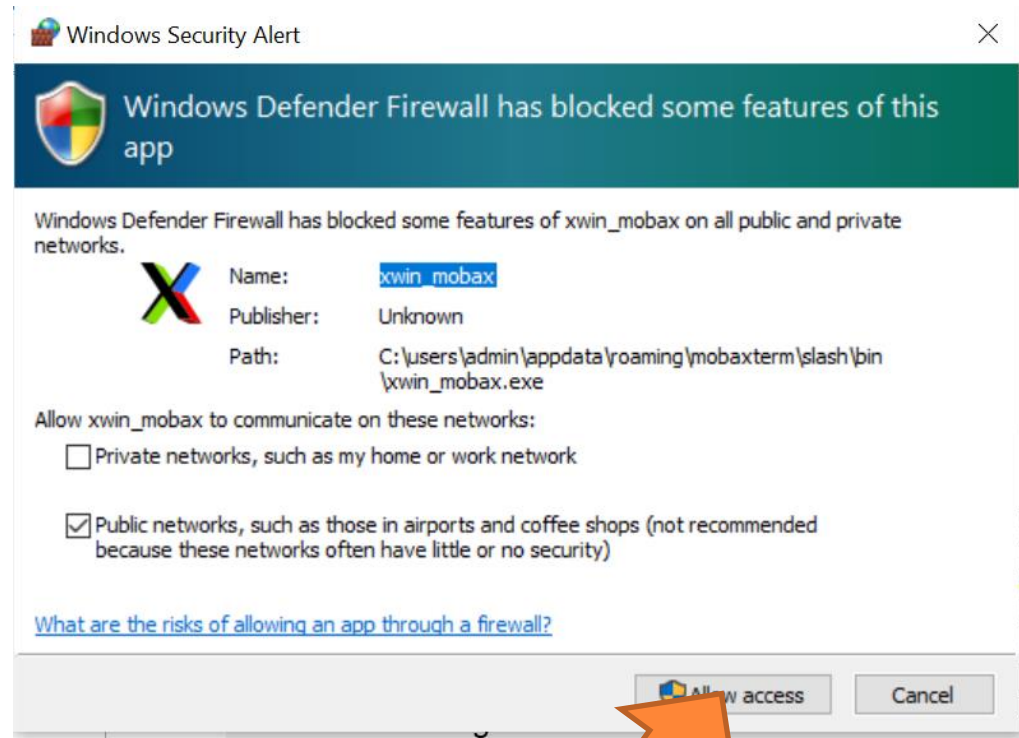 Windows Security Alert
Windows Defender Firewall has blocked some features of this
app
Windows Defender Firewall has blocked some features of xwin_mobax on all public and private
networks.
Name: xwin_mobax
Publisher: Unknown
Path: C:\users\admin\appdata\roaming\mobaxterm\slash\bin
\xwin_mobax.exe
Allow xwin_mobax to communicate on these networks:
Private networks, such as my home or work network
Public networks, such as those in airports and coffee shops (not recommended
because these networks often have little or no security)
What are the risks of allowing an app through a firewall?
Allow access Cancel